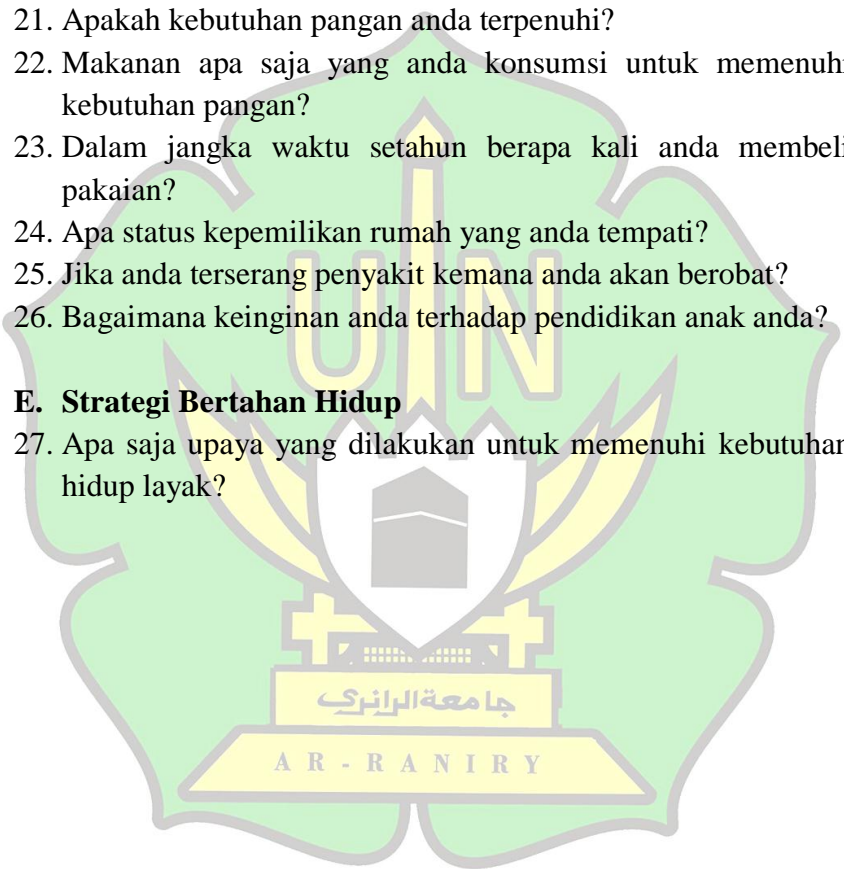 21. Apakah kebutuhan pangan anda terpenuhi?
22. Makanan apa saja yang anda konsumsi untuk memenuhi
kebutuhan pangan?
23. Dalam jangka waktu setahun berapa kali anda membeli
pakaian?
24. Apa status kepemilikan rumah yang anda tempati?
25. Jika anda terserang penyakit kemana anda akan berobat?
26. Bagaimana keinginan anda terhadap pendidikan anak anda?
E. Strategi Bertahan Hidup
27. Apa saja upaya yang dilakukan untuk memenuhi kebutuhan
hidup layak?
UIN
جامعة الرانري
AR-RANIRY